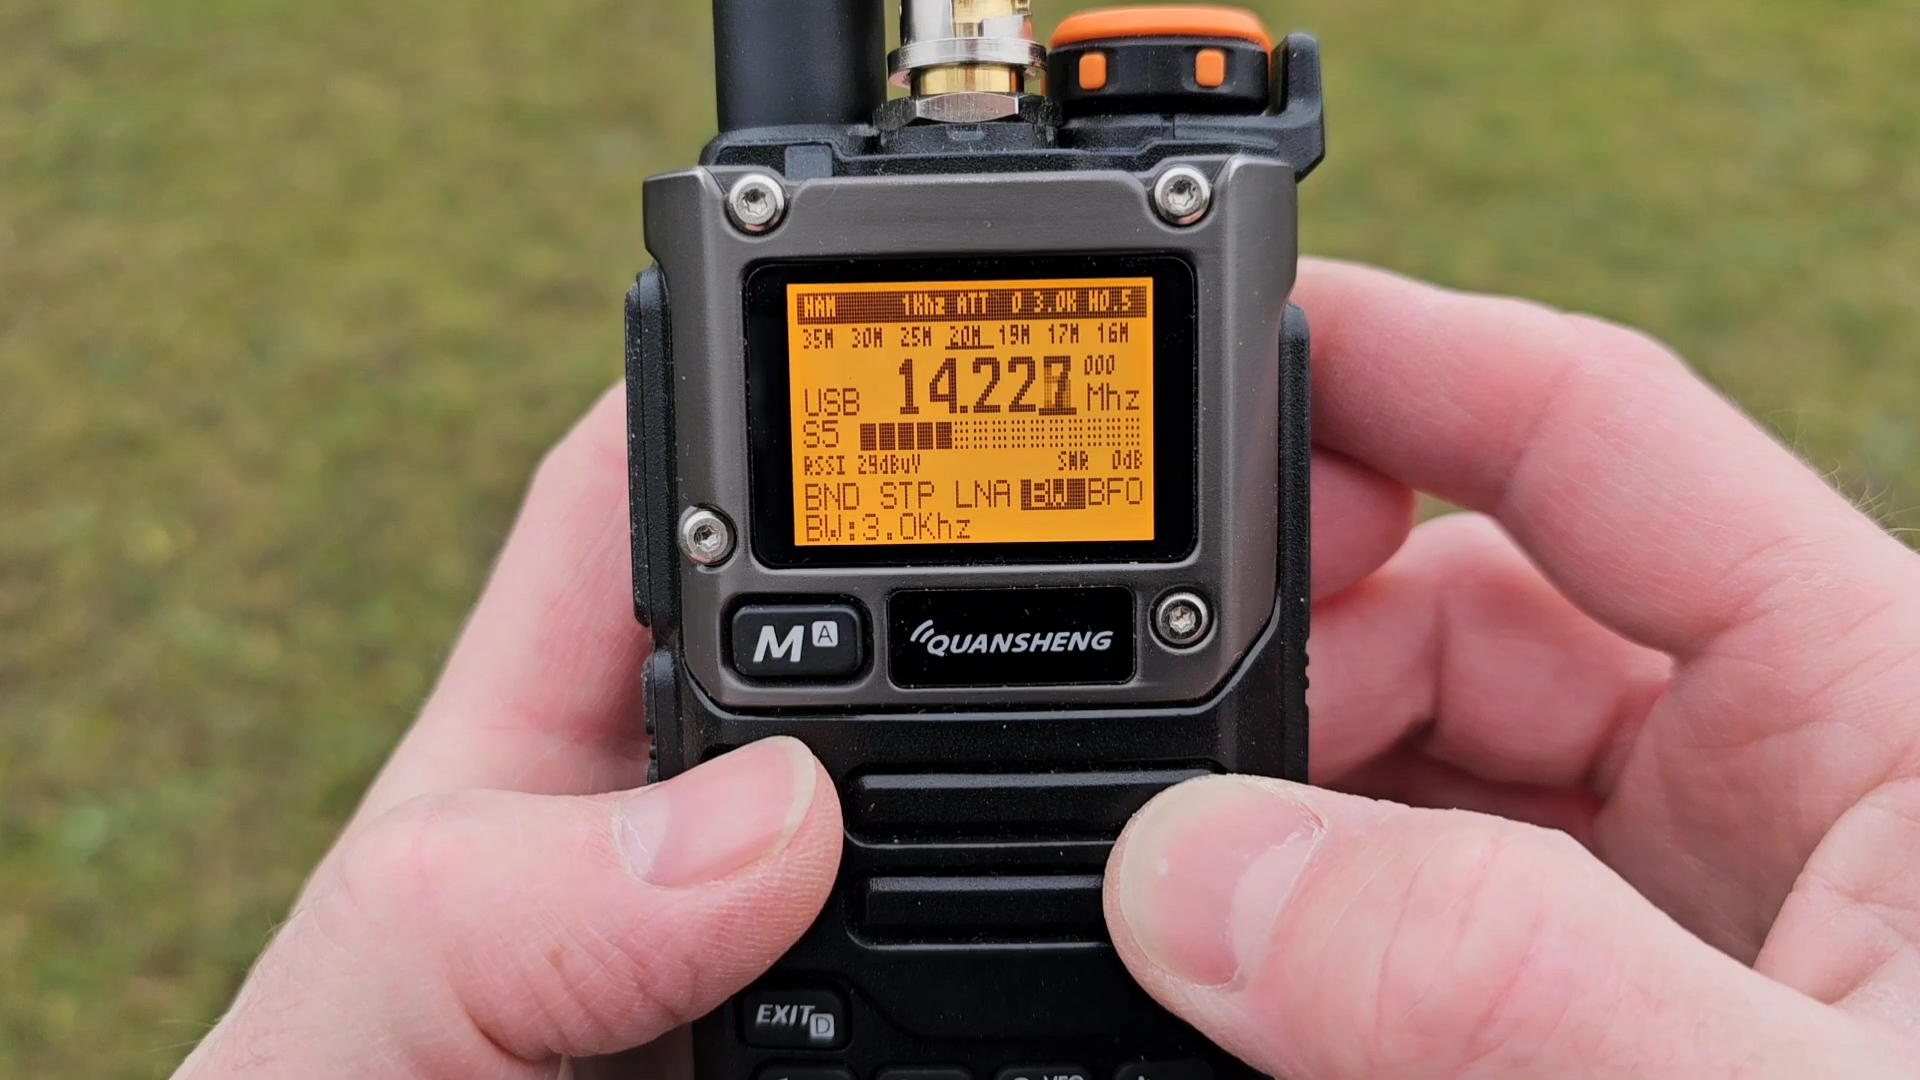 HAM 1Khz ATT 0 3.0K H0.5
35M 30M 25M 20M 19M 17M 16M
14.227 000
USB Mhz
S5
RSSI 29dBuV SNR 0dB
BND STP LNA BW BFO
BW:3.0Khz
M A
QUANSHENG
EXIT D